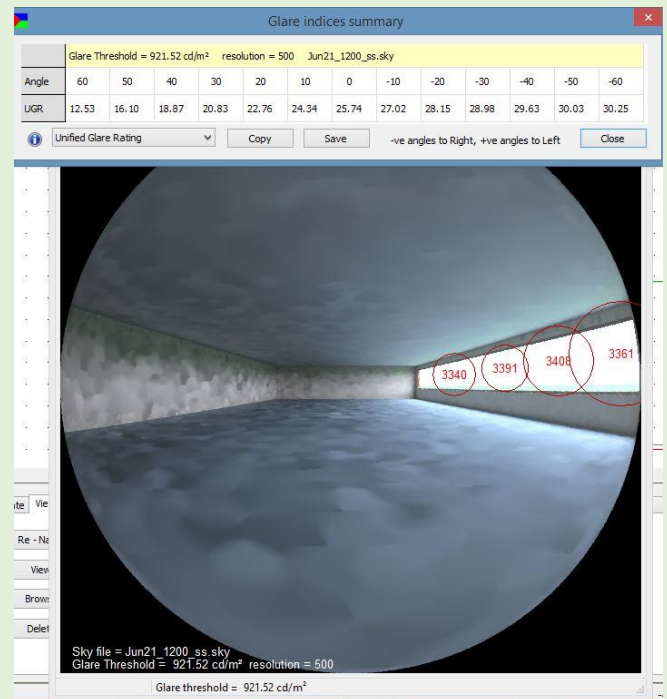 Glare indices summary
Glare Threshold = 921.52 cd/m² resolution = 500 Jun21_1200_ss.sky
Angle 60 50 40 30 20 10 0 -10 -20 -30 -40 -50 -60
UGR 12.53 16.10 18.87 20.83 22.76 24.34 25.74 27.02 28.15 28.98 29.63 30.03 30.25
Unified Glare Rating Copy Save -ve angles to Right, +ve angles to Left Close
3340 3391 3408 3361
ate Vie
Re - Na
View
Brows
Delet
Sky file = Jun21_1200_ss.sky
Glare Threshold = 921.52 cd/m² resolution = 500
Glare threshold = 921.52 cd/m²